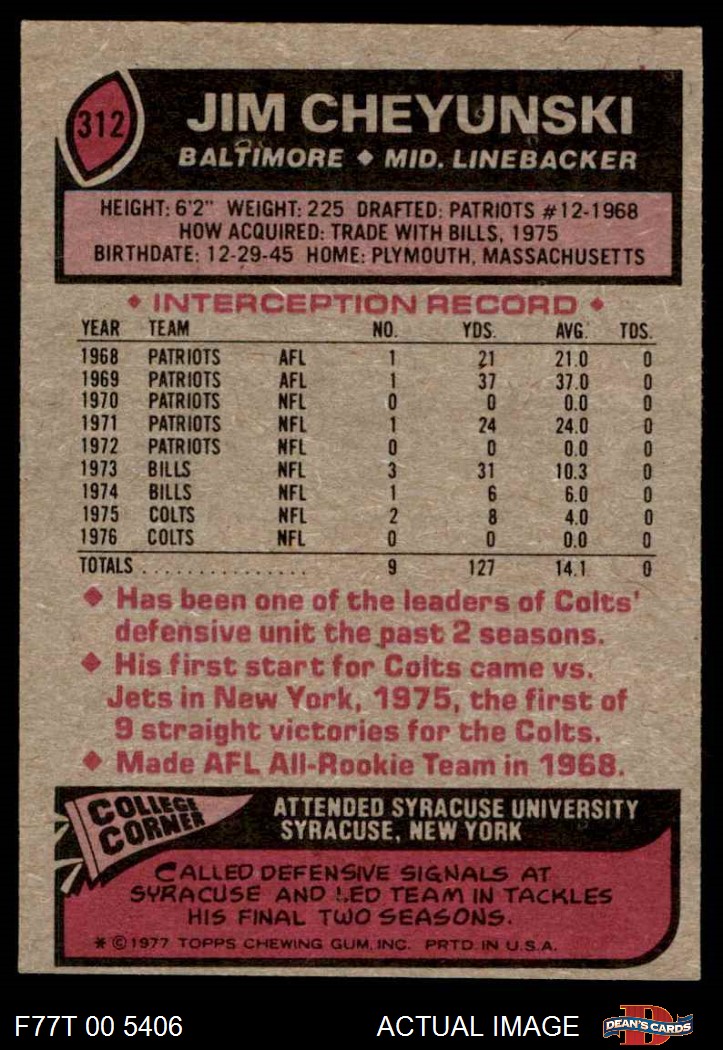 312
JIM CHEYUNSKI
BALTIMORE ◆ MID. LINEBACKER
HEIGHT: 6'2" WEIGHT: 225 DRAFTED: PATRIOTS #12-1968
HOW ACQUIRED: TRADE WITH BILLS, 1975
BIRTHDATE: 12-29-45 HOME: PLYMOUTH, MASSACHUSETTS
◆ INTERCEPTION RECORD ◆
YEAR TEAM NO. YDS. AVG. TDS.
1968 PATRIOTS AFL 1 21 21.0 0
1969 PATRIOTS AFL 1 37 37.0 0
1970 PATRIOTS NFL 0 0 0.0 0
1971 PATRIOTS NFL 1 24 24.0 0
1972 PATRIOTS NFL 0 0 0.0 0
1973 BILLS NFL 3 31 10.3 0
1974 BILLS NFL 1 6 6.0 0
1975 COLTS NFL 2 8 4.0 0
1976 COLTS NFL 0 0 0.0 0
TOTALS ................ 9 127 14.1 0
◆ Has been one of the leaders of Colts'
defensive unit the past 2 seasons.
◆ His first start for Colts came vs.
Jets in New York, 1975, the first of
9 straight victories for the Colts.
◆ Made AFL All-Rookie Team in 1968.
COLLEGE
CORNER
ATTENDED SYRACUSE UNIVERSITY
SYRACUSE, NEW YORK
CALLED DEFENSIVE SIGNALS AT
SYRACUSE AND LED TEAM IN TACKLES
HIS FINAL TWO SEASONS.
* © 1977 TOPPS CHEWING GUM, INC. PRTD. IN U.S.A.
F77T 00 5406 ACTUAL IMAGE DEAN'S CARDS